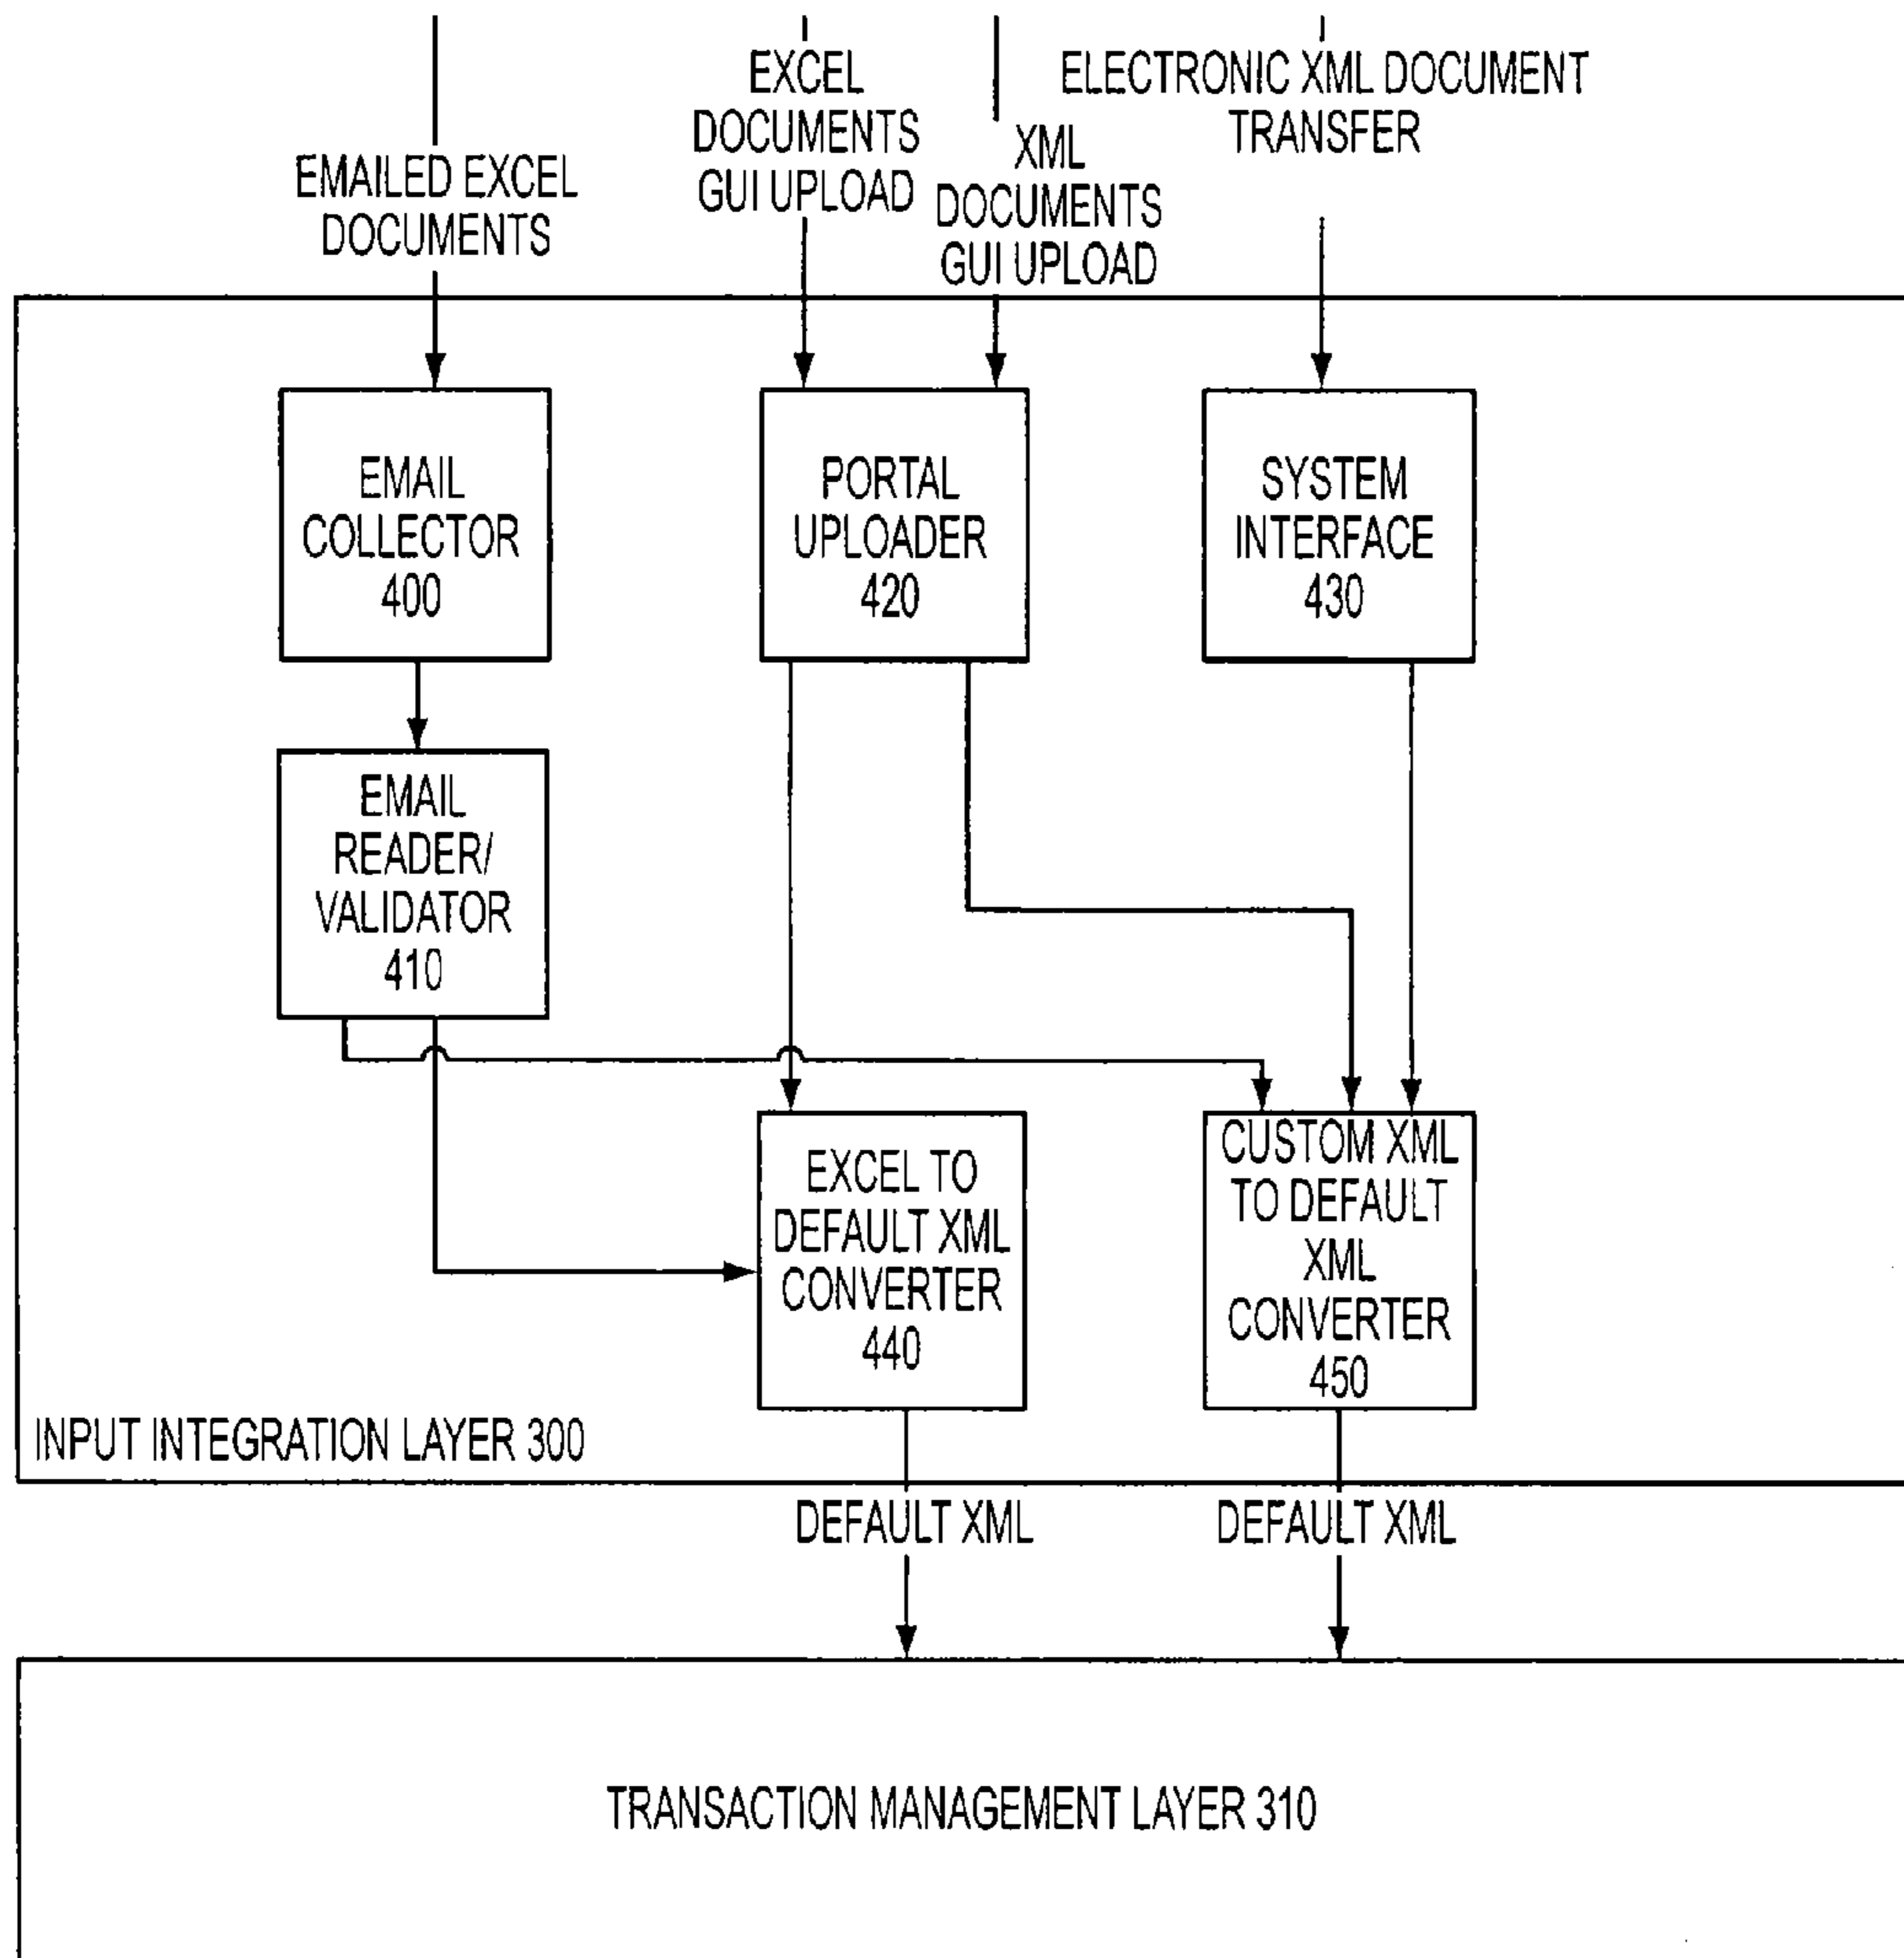 EMAILED EXCEL
DOCUMENTS
EXCEL
DOCUMENTS
GUI UPLOAD
XML
DOCUMENTS
GUI UPLOAD
ELECTRONIC XML DOCUMENT
TRANSFER
EMAIL
COLLECTOR
400
PORTAL
UPLOADER
420
SYSTEM
INTERFACE
430
EMAIL
READER/
VALIDATOR
410
EXCEL TO
DEFAULT XML
CONVERTER
440
CUSTOM XML
TO DEFAULT
XML
CONVERTER
450
INPUT INTEGRATION LAYER 300
DEFAULT XML
DEFAULT XML
TRANSACTION MANAGEMENT LAYER 310